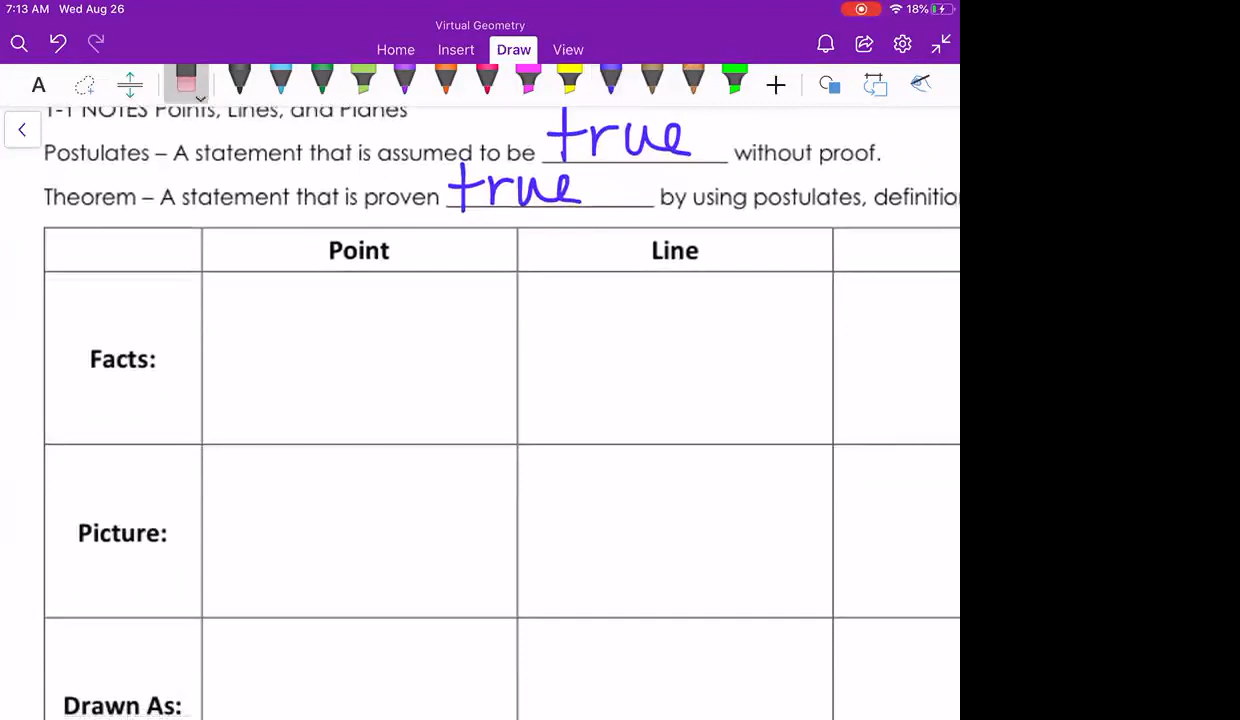 7:13 AM Wed Aug 26
18%
Virtual Geometry
Home Insert Draw View
A
1-1 NOTES Points, Lines, and Planes
Postulates – A statement that is assumed to be true without proof.
Theorem – A statement that is proven true by using postulates, definitio
Point Line
Facts:
Picture:
Drawn As: